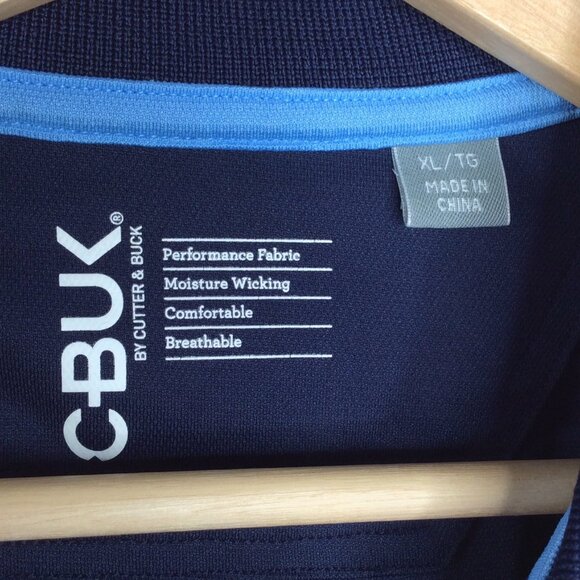 CBUK®
BY CUTTER & BUCK
Performance Fabric
Moisture Wicking
Comfortable
Breathable
XL/TG
MADE IN
CHINA